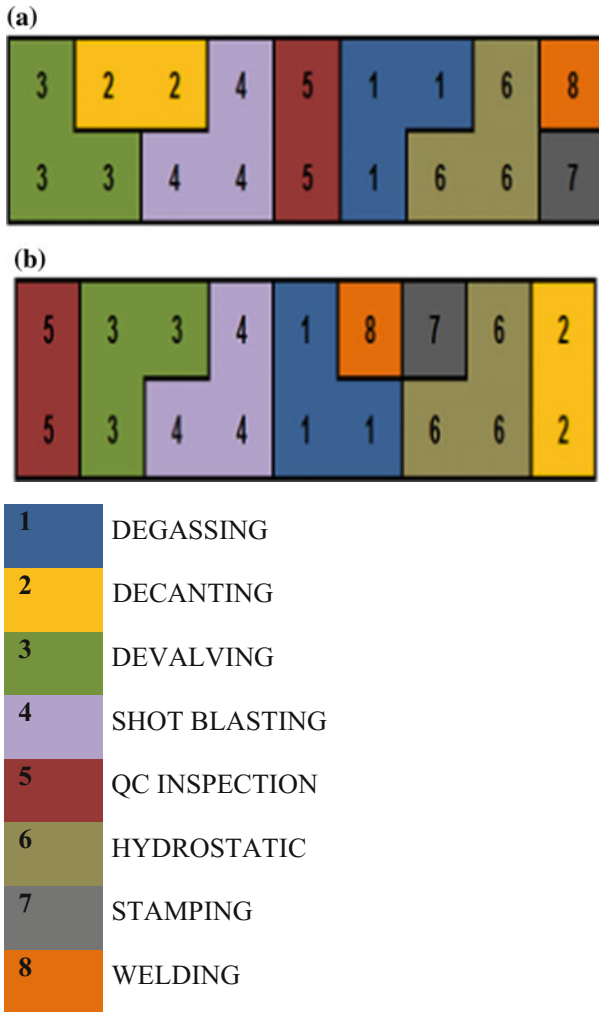 (a)
3 2 2 4 5 1 1 6 8
3 3 4 4 5 1 6 6 7
(b)
5 3 3 4 1 8 7 6 2
5 3 4 4 1 1 6 6 2
1 DEGASSING
2 DECANTING
3 DEVALVING
4 SHOT BLASTING
5 QC INSPECTION
6 HYDROSTATIC
7 STAMPING
8 WELDING